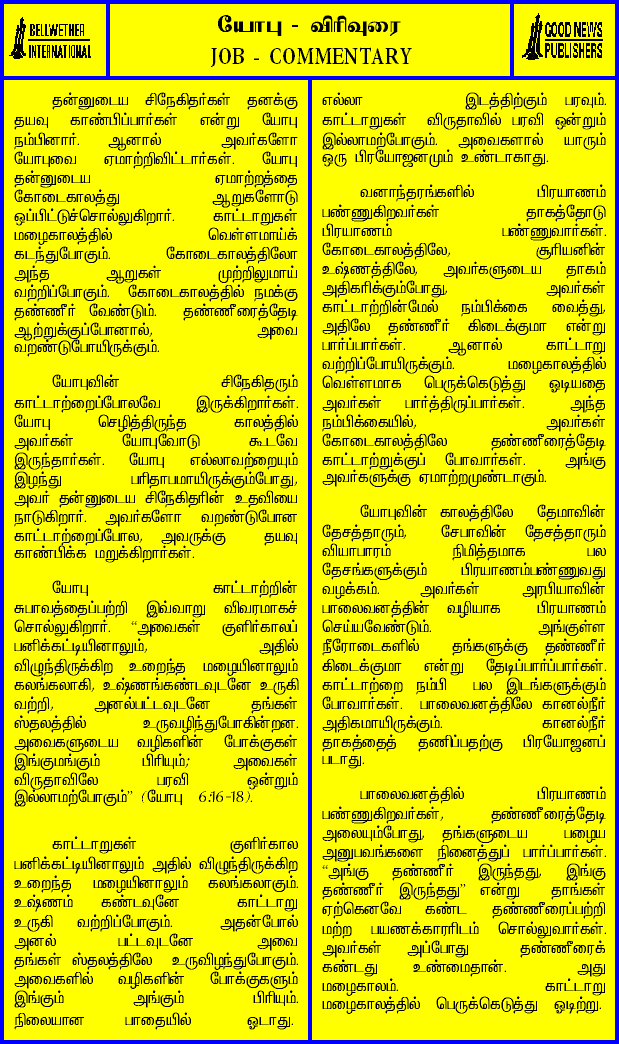 BELLWETHER
INTERNATIONAL
யோபு - விரிவுரை
JOB - COMMENTARY
GOOD NEWS
PUBLISHERS
தன்னுடைய சிநேகிதர்கள் தனக்கு
தயவு காண்பிப்பார்கள் என்று யோபு
நம்பினார். ஆனால் அவர்களோ
யோபுவை ஏமாற்றிவிட்டார்கள். யோபு
தன்னுடைய ஏமாற்றத்தை
கோடைகாலத்து ஆறுகளோடு
ஒப்பிட்டுச்சொல்லுகிறார். காட்டாறுகள்
மழைகாலத்தில் வெள்ளமாய்க்
கடந்துபோகும். கோடைகாலத்திலோ
அந்த ஆறுகள் முற்றிலுமாய்
வற்றிப்போகும். கோடைகாலத்தில் நமக்கு
தண்ணீர் வேண்டும். தண்ணீரைத்தேடி
ஆற்றுக்குப்போனால், அவை
வறண்டுபோயிருக்கும்.
யோபுவின் சிநேகிதரும்
காட்டாற்றைப்போலவே இருக்கிறார்கள்.
யோபு செழித்திருந்த காலத்தில்
அவர்கள் யோபுவோடு கூடவே
இருந்தார்கள். யோபு எல்லாவற்றையும்
இழந்து பரிதாபமாயிருக்கும்போது,
அவர் தன்னுடைய சிநேகிதரின் உதவியை
நாடுகிறார். அவர்களோ வறண்டுபோன
காட்டாற்றைப்போல, அவருக்கு தயவு
காண்பிக்க மறுக்கிறார்கள்.
யோபு காட்டாற்றின்
சுபாவத்தைப்பற்றி இவ்வாறு விவரமாகச்
சொல்லுகிறார். “அவைகள் குளிர்காலப்
பனிக்கட்டியினாலும், அதில்
விழுந்திருக்கிற உறைந்த மழையினாலும்
கலங்கலாகி, உஷ்ணங்கண்டவுடனே உருகி
வற்றி, அனல்பட்டவுடனே தங்கள்
ஸ்தலத்தில் உருவழிந்துபோகின்றன.
அவைகளுடைய வழிகளின் போக்குகள்
இங்குமங்கும் பிரியும்; அவைகள்
விருதாவிலே பரவி ஒன்றும்
இல்லாமற்போகும்” (யோபு 6:16-18).
காட்டாறுகள் குளிர்கால
பனிக்கட்டியினாலும் அதில் விழுந்திருக்கிற
உறைந்த மழையினாலும் கலங்கலாகும்.
உஷ்ணம் கண்டவுனே காட்டாறு
உருகி வற்றிப்போகும். அதன்போல்
அனல் பட்டவுடனே அவை
தங்கள் ஸ்தலத்திலே உருவிழந்துபோகும்.
அவைகளில் வழிகளின் போக்குகளும்
இங்கும் அங்கும் பிரியும்.
நிலையான பாதையில் ஓடாது.
எல்லா இடத்திற்கும் பரவும்.
காட்டாறுகள் விருதாவில் பரவி ஒன்றும்
இல்லாமற்போகும். அவைகளால் யாரும்
ஒரு பிரயோஜனமும் உண்டாகாது.
வனாந்தரங்களில் பிரயாணம்
பண்ணுகிறவர்கள் தாகத்தோடு
பிரயாணம் பண்ணுவார்கள்.
கோடைகாலத்திலே, சூரியனின்
உஷ்ணத்திலே, அவர்களுடைய தாகம்
அதிகரிக்கும்போது, அவர்கள்
காட்டாற்றின்மேல் நம்பிக்கை வைத்து,
அதிலே தண்ணீர் கிடைக்குமா என்று
பார்ப்பார்கள். ஆனால் காட்டாறு
வற்றிப்போயிருக்கும். மழைகாலத்தில்
வெள்ளமாக பெருக்கெடுத்து ஓடியதை
அவர்கள் பார்த்திருப்பார்கள். அந்த
நம்பிக்கையில், அவர்கள்
கோடைகாலத்திலே தண்ணீரைத்தேடி
காட்டாற்றுக்குப் போவார்கள். அங்கு
அவர்களுக்கு ஏமாற்றமுண்டாகும்.
யோபுவின் காலத்திலே தேமாவின்
தேசத்தாரும், சேபாவின் தேசத்தாரும்
வியாபாரம் நிமித்தமாக பல
தேசங்களுக்கும் பிரயாணம்பண்ணுவது
வழக்கம். அவர்கள் அரபியாவின்
பாலைவனத்தின் வழியாக பிரயாணம்
செய்யவேண்டும். அங்குள்ள
நீரோடைகளில் தங்களுக்கு தண்ணீர்
கிடைக்குமா என்று தேடிப்பார்ப்பார்கள்.
காட்டாற்றை நம்பி பல இடங்களுக்கும்
போவார்கள். பாலைவனத்திலே கானல்நீர்
அதிகமாயிருக்கும். கானல்நீர்
தாகத்தைத் தணிப்பதற்கு பிரயோஜனப்
படாது.
பாலைவனத்தில் பிரயாணம்
பண்ணுகிறவர்கள், தண்ணீரைத்தேடி
அலையும்போது, தங்களுடைய பழைய
அனுபவங்களை நினைத்துப் பார்ப்பார்கள்.
“அங்கு தண்ணீர் இருந்தது, இங்கு
தண்ணீர் இருந்தது” என்று தாங்கள்
ஏற்கெனவே கண்ட தண்ணீரைப்பற்றி
மற்ற பயணக்காரரிடம் சொல்லுவார்கள்.
அவர்கள் அப்போது தண்ணீரைக்
கண்டது உண்மைதான். அது
மழைகாலம். காட்டாறு
மழைகாலத்தில் பெருக்கெடுத்து ஓடிற்று.